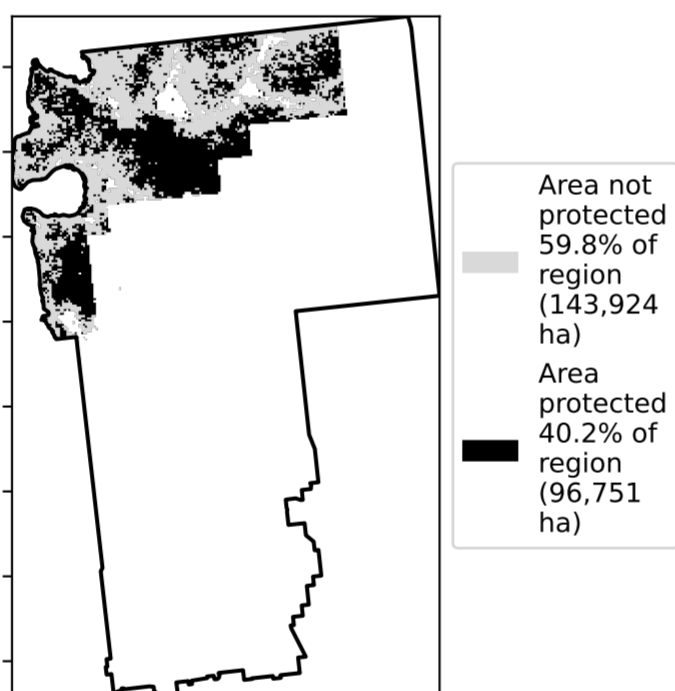 Area not
protected
59.8% of
region
(143,924
ha)
Area
protected
40.2% of
region
(96,751
ha)